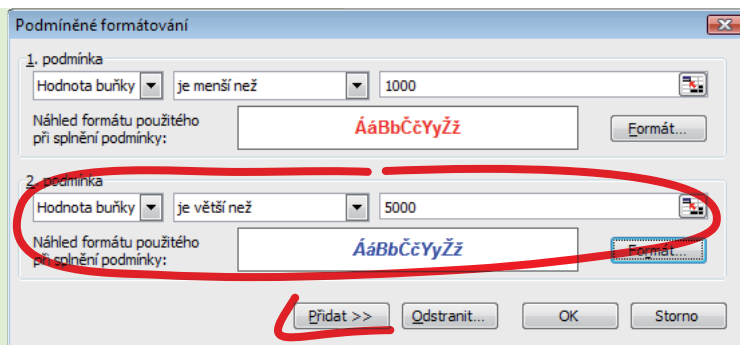 Podmíněné formátování
1. podmínka
Hodnota buňky je menší než 1000
Náhled formátu použitého
při splnění podmínky:
ÁáBbČčYyŽž
Formát...
2. podmínka
Hodnota buňky je větší než 5000
Náhled formátu použitého
při splnění podmínky:
ÁáBbČčYyŽž
Formát...
Přidat >> Odstranit... OK Storno